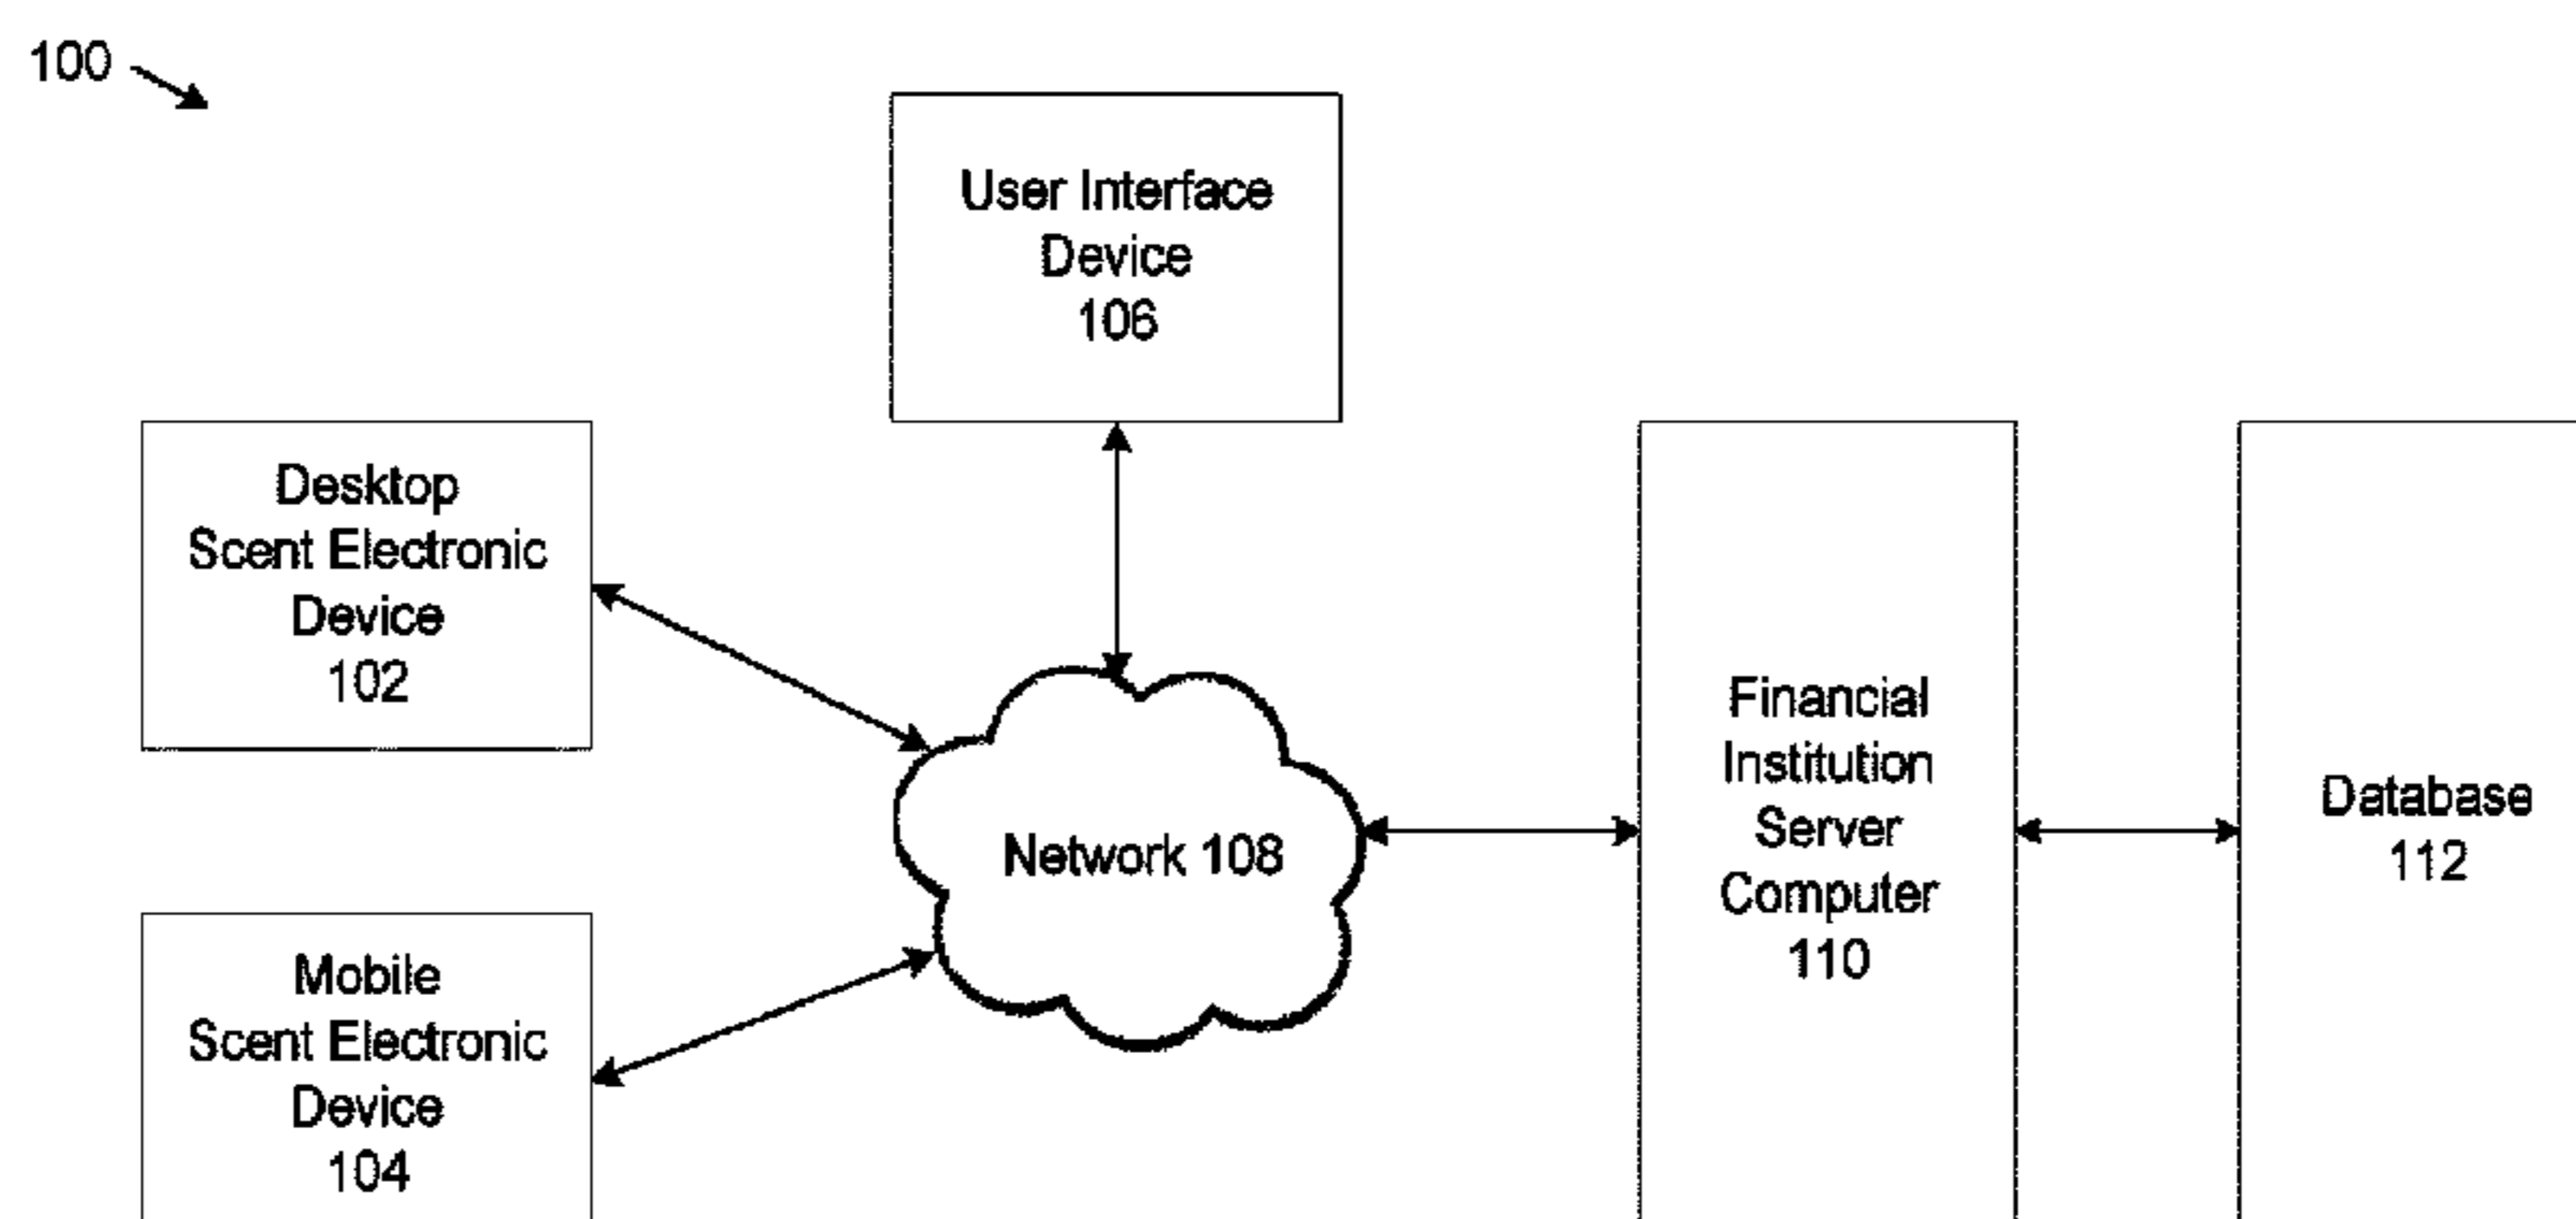 100
User Interface
Device
106
Desktop
Scent Electronic
Device
102
Mobile
Scent Electronic
Device
104
Network 108
Financial
Institution
Server
Computer
110
Database
112